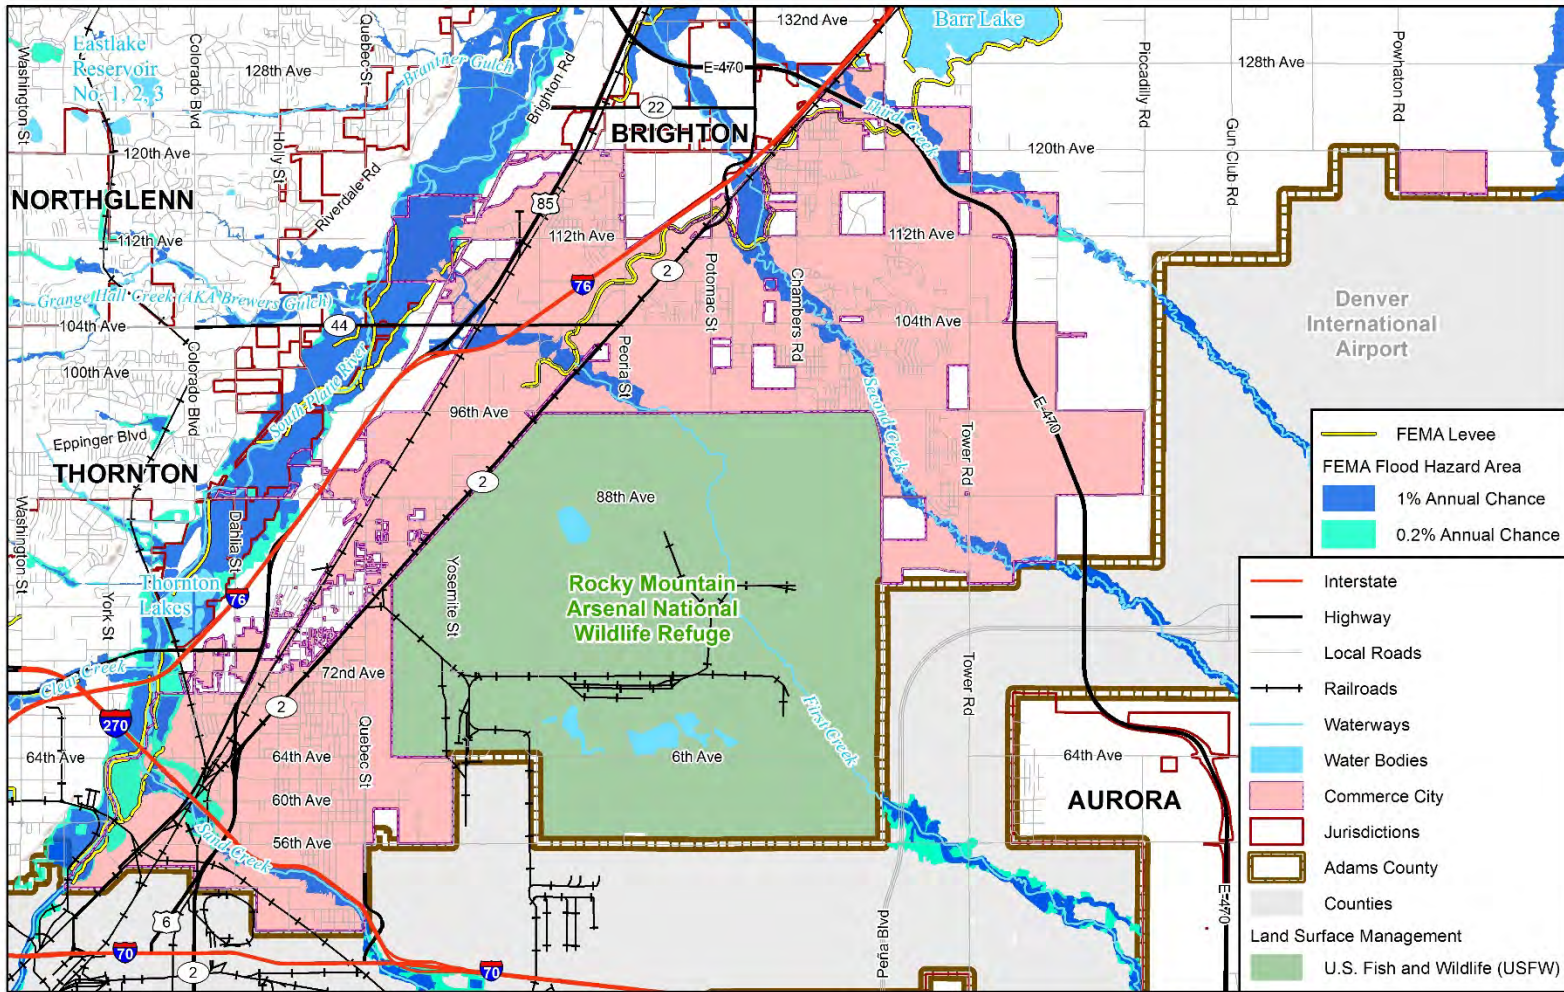 132nd Ave
Barr Lake
Eastlake
Reservoir
No. 1, 2, 3
Washington St
Colorado Blvd
Quebec St
128th Ave
Brantner Gulch
Brighton Rd
E-470
Piccadilly Rd
128th Ave
Powhaton Rd
22
BRIGHTON
Third Creek
Holly St
120th Ave
120th Ave
Gun Club Rd
Riverdale Rd
NORTHGLENN
85
112th Ave
112th Ave
112th Ave
Potomac St
2
Chambers Rd
76
Grange Hall Creek (AKA Brewers Gulch)
104th Ave
44
104th Ave
Denver
International
Airport
Colorado Blvd
100th Ave
South Platte River
Peoria St
Second Creek
E-470
96th Ave
Tower Rd
Eppinger Blvd
THORNTON
2
88th Ave
Washington St
Dahlia St
Thornton
Lakes
76
York St
Yosemite St
Rocky Mountain
Arsenal National
Wildlife Refuge
Clear Creek
72nd Ave
Tower Rd
First Creek
2
270
Quebec St
64th Ave
64th Ave
6th Ave
64th Ave
60th Ave
AURORA
56th Ave
Sand Creek
6
E-470
Peña Blvd
70
2
70
FEMA Levee
FEMA Flood Hazard Area
1% Annual Chance
0.2% Annual Chance
Interstate
Highway
Local Roads
Railroads
Waterways
Water Bodies
Commerce City
Jurisdictions
Adams County
Counties
Land Surface Management
U.S. Fish and Wildlife (USFW)